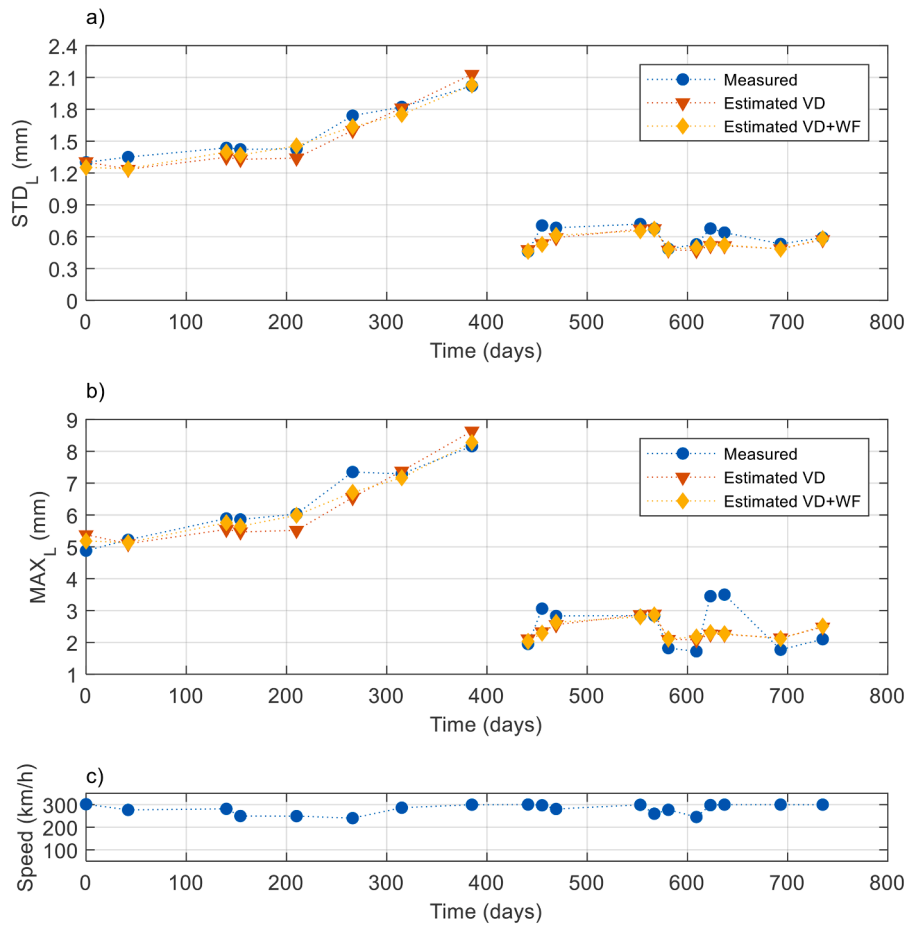 a)
2.4
2.1
1.8
1.5
1.2
0.9
0.6
0.3
0
STD_L (mm)
Measured
Estimated VD
Estimated VD+WF
0 100 200 300 400 500 600 700 800
Time (days)
b)
9
8
7
6
5
4
3
2
1
MAX_L (mm)
Measured
Estimated VD
Estimated VD+WF
0 100 200 300 400 500 600 700 800
Time (days)
c)
300
200
100
Speed (km/h)
0 100 200 300 400 500 600 700 800
Time (days)